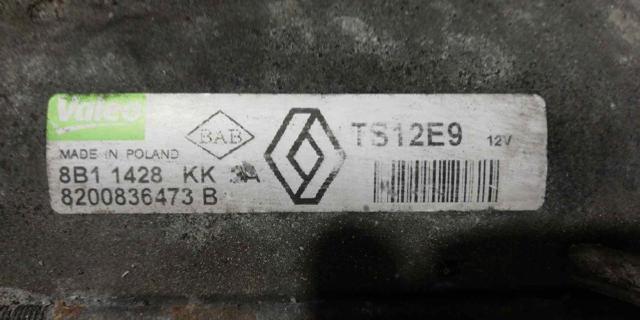 Valeo
BAB
TS12E9 12V
MADE IN POLAND
8B1 1428 KK
8200836473 B